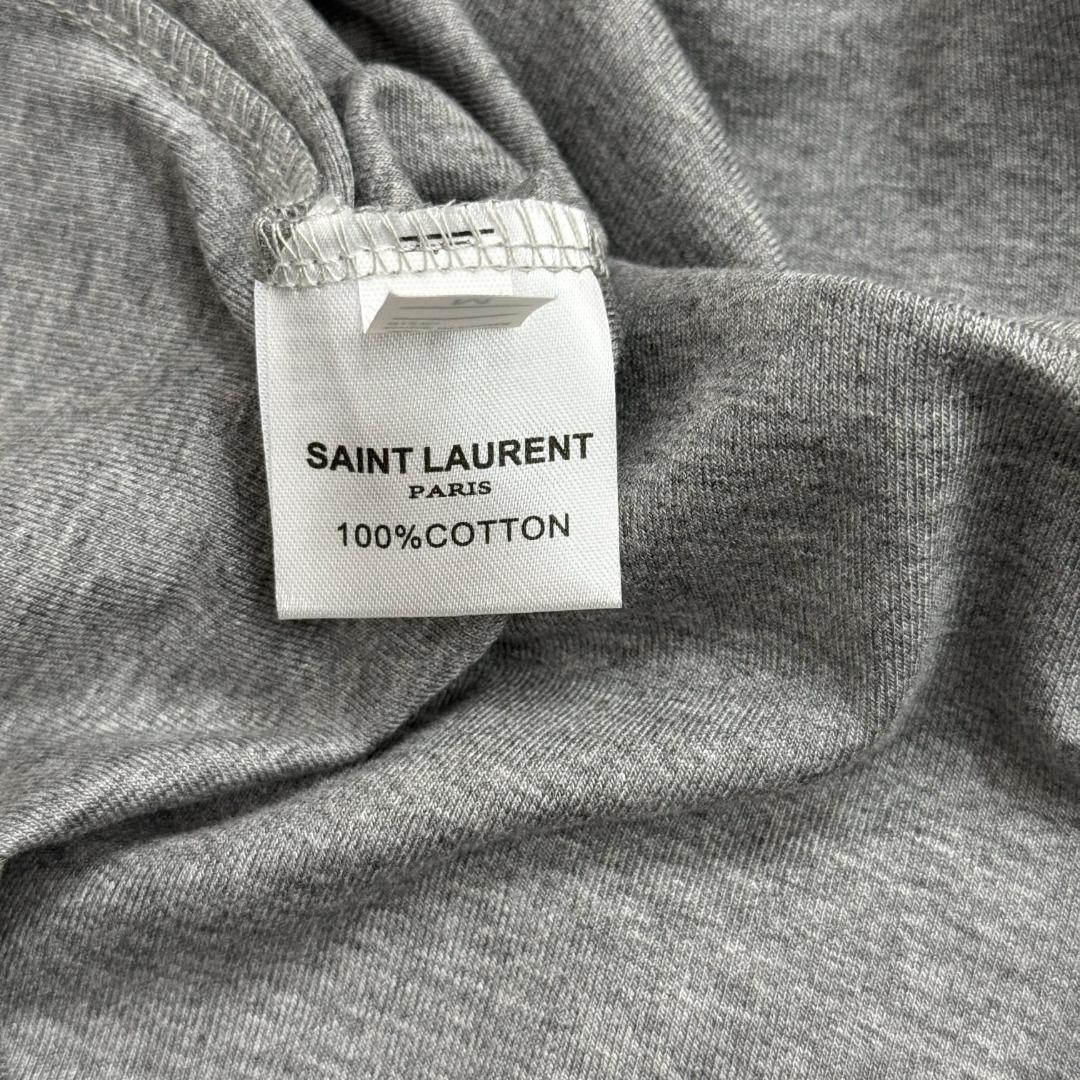 M
SAINT LAURENT
PARIS
100%COTTON